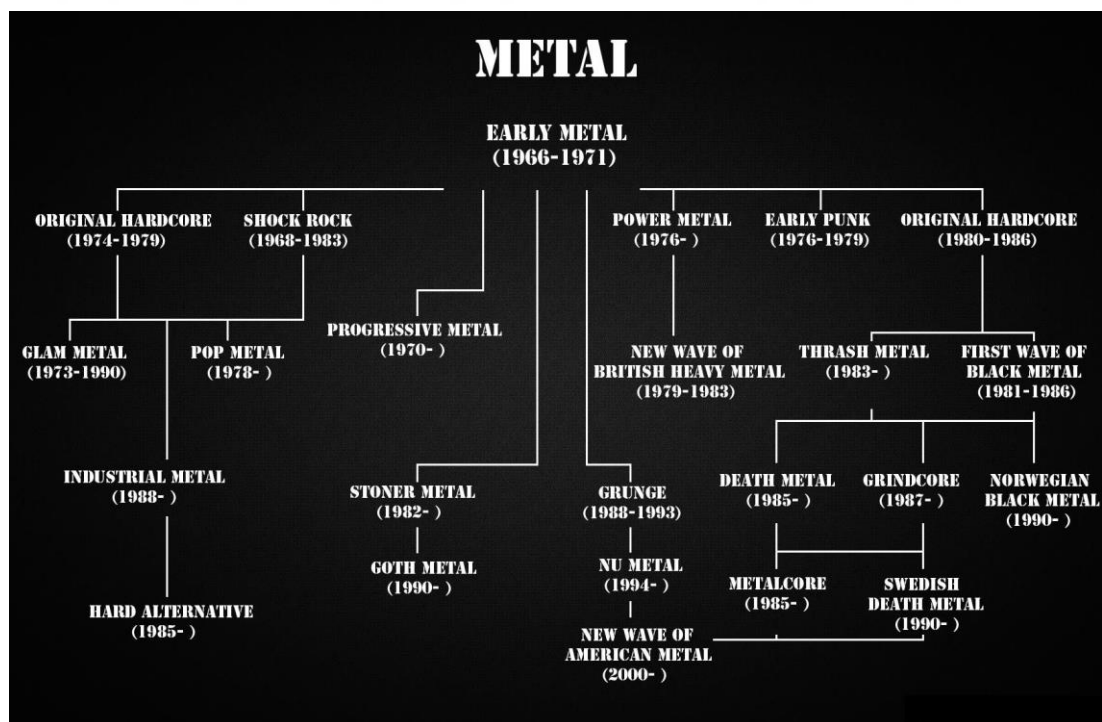 METAL
EARLY METAL
(1966-1971)
ORIGINAL HARDCORE
(1974-1979)
SHOCK ROCK
(1968-1983)
POWER METAL
(1976- )
EARLY PUNK
(1976-1979)
ORIGINAL HARDCORE
(1980-1986)
PROGRESSIVE METAL
(1970- )
GLAM METAL
(1973-1990)
POP METAL
(1978- )
NEW WAVE OF
BRITISH HEAVY METAL
(1979-1983)
THRASH METAL
(1983- )
FIRST WAVE OF
BLACK METAL
(1981-1986)
INDUSTRIAL METAL
(1988- )
STONER METAL
(1982- )
GRUNGE
(1988-1993)
DEATH METAL
(1985- )
GRINDCORE
(1987- )
NORWEGIAN
BLACK METAL
(1990- )
GOTH METAL
(1990- )
NU METAL
(1994- )
METALCORE
(1985- )
SWEDISH
DEATH METAL
(1990- )
HARD ALTERNATIVE
(1985- )
NEW WAVE OF
AMERICAN METAL
(2000- )